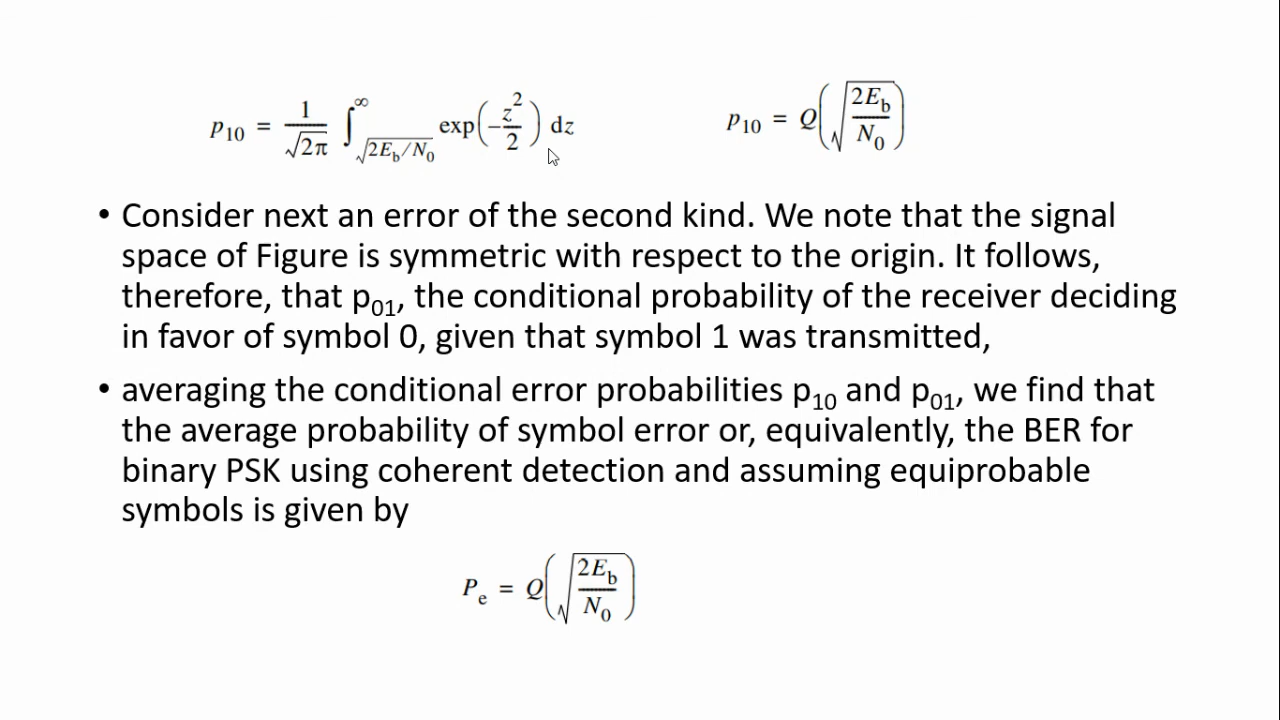 p₁₀ = 1/√2π ∫_{√2E_b/N₀}^{∞} exp(−z²/2) dz    p₁₀ = Q(√(2E_b/N₀))
• Consider next an error of the second kind. We note that the signal
space of Figure is symmetric with respect to the origin. It follows,
therefore, that p₀₁, the conditional probability of the receiver deciding
in favor of symbol 0, given that symbol 1 was transmitted,
• averaging the conditional error probabilities p₁₀ and p₀₁, we find that
the average probability of symbol error or, equivalently, the BER for
binary PSK using coherent detection and assuming equiprobable
symbols is given by
P_e = Q(√(2E_b/N₀))